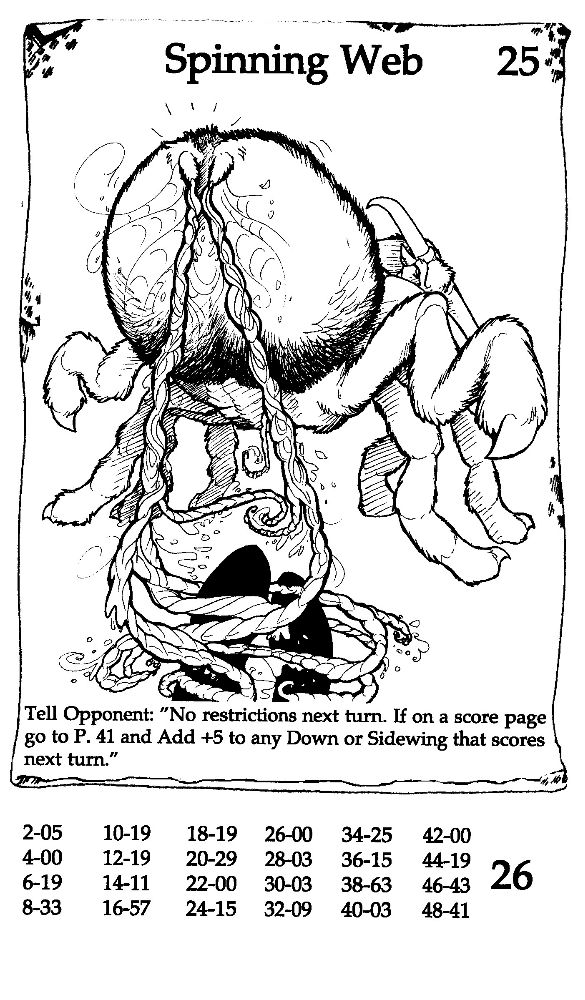 Spinning Web 25
Tell Opponent: "No restrictions next turn. If on a score page
go to P. 41 and Add +5 to any Down or Sidewing that scores
next turn."
2-05 10-19 18-19 26-00 34-25 42-00
4-00 12-19 20-29 28-03 36-15 44-19
6-19 14-11 22-00 30-03 38-63 46-43
8-33 16-57 24-15 32-09 40-03 48-41
26